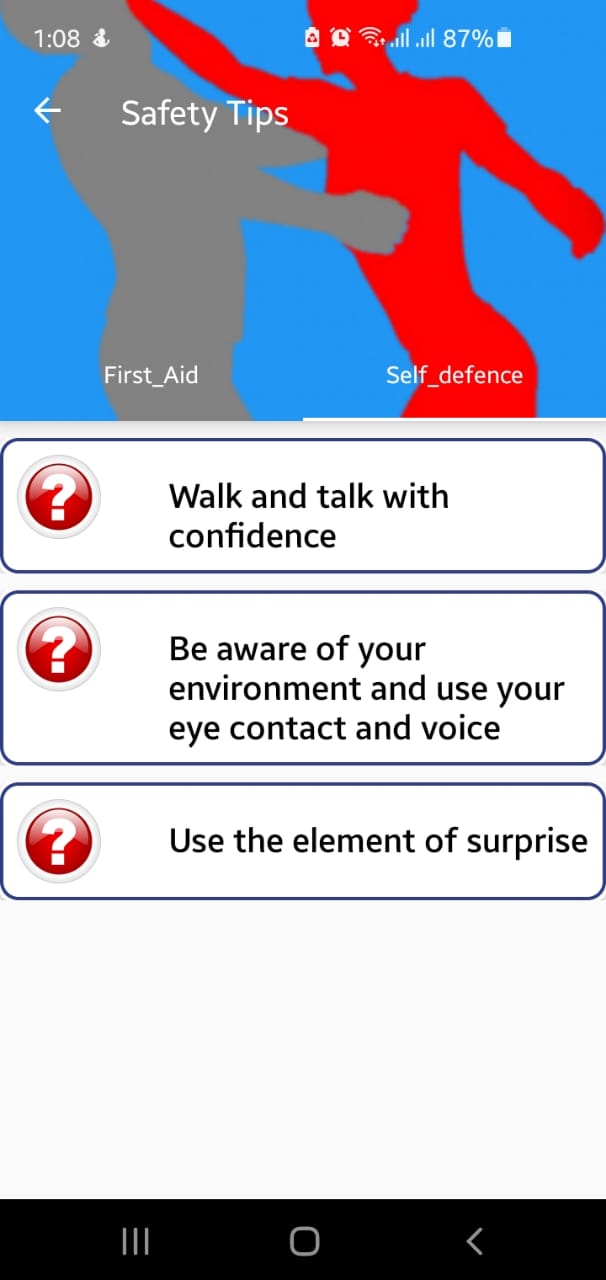 1:08 87%
Safety Tips
First_Aid Self_defence
? Walk and talk with
confidence
? Be aware of your
environment and use your
eye contact and voice
? Use the element of surprise